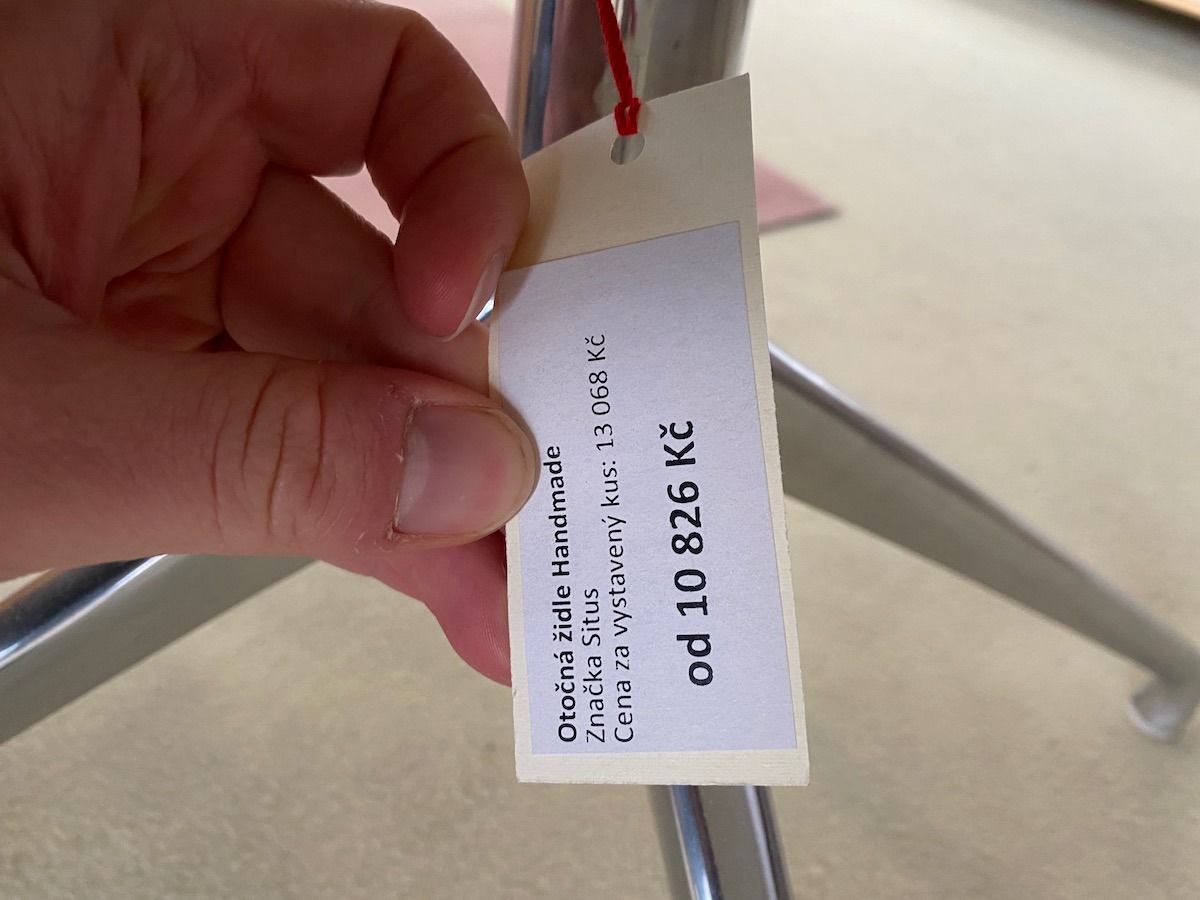 Otočná židle Handmade
Značka Situs
Cena za vystavený kus: 13 068 Kč
od 10 826 Kč